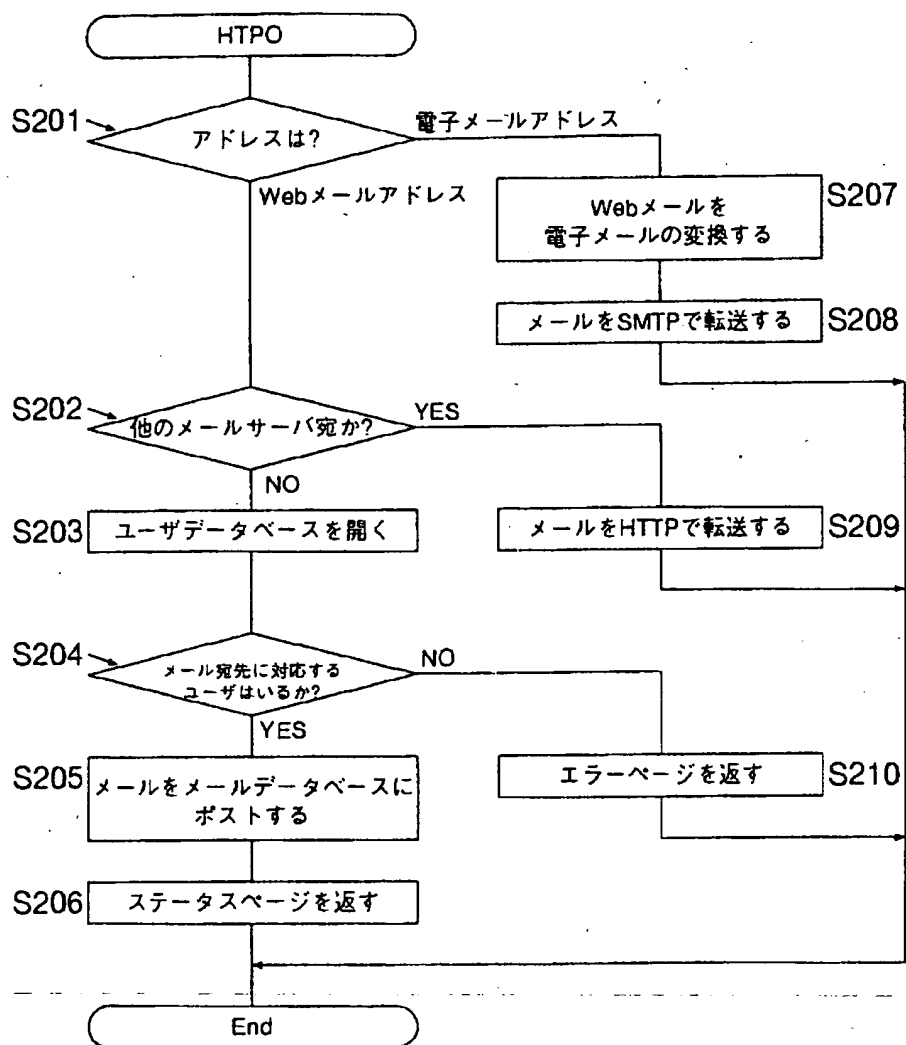 HTPO
S201
アドレスは?
電子メールアドレス
Webメールアドレス
Webメールを
電子メールの変換する
S207
メールをSMTPで転送する
S208
S202
他のメールサーバ宛か?
YES
NO
S203
ユーザデータベースを開く
メールをHTTPで転送する
S209
S204
メール宛先に対応する
ユーザはいるか?
NO
YES
S205
メールをメールデータベースに
ポストする
エラーページを返す
S210
S206
ステータスページを返す
End